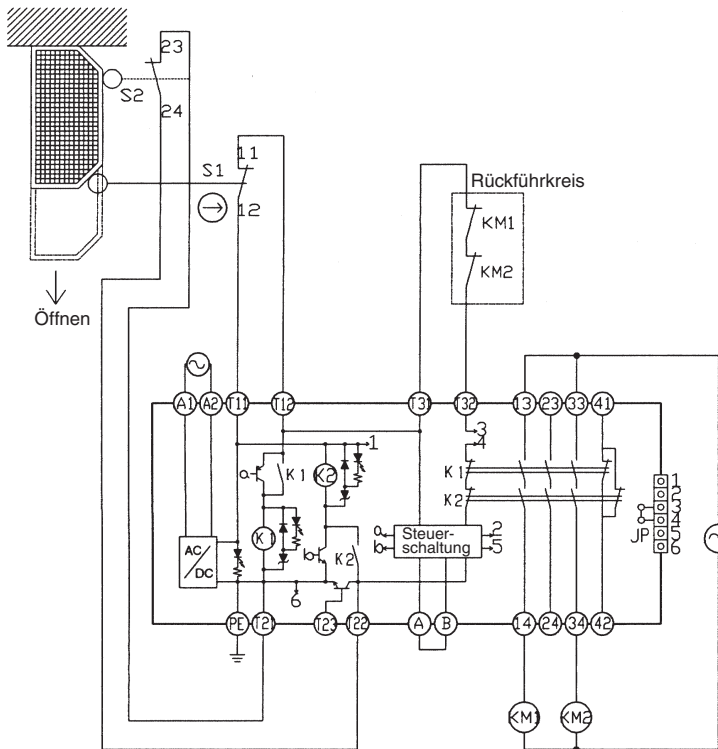 23
S2
24
11
S1
12
Rückführkreis
KM1
KM2
Öffnen
A1 A2 T11 T12 T31 T32 13 23 33 41
3
4
1
a K1 K2
K1
K2
1
2
3
4
5
6
JP
K1
b K2
a
b
Steuer-
schaltung
2
5
AC/
DC
6
PE T21 T23 T22 A B 14 24 34 42
KM1 KM2